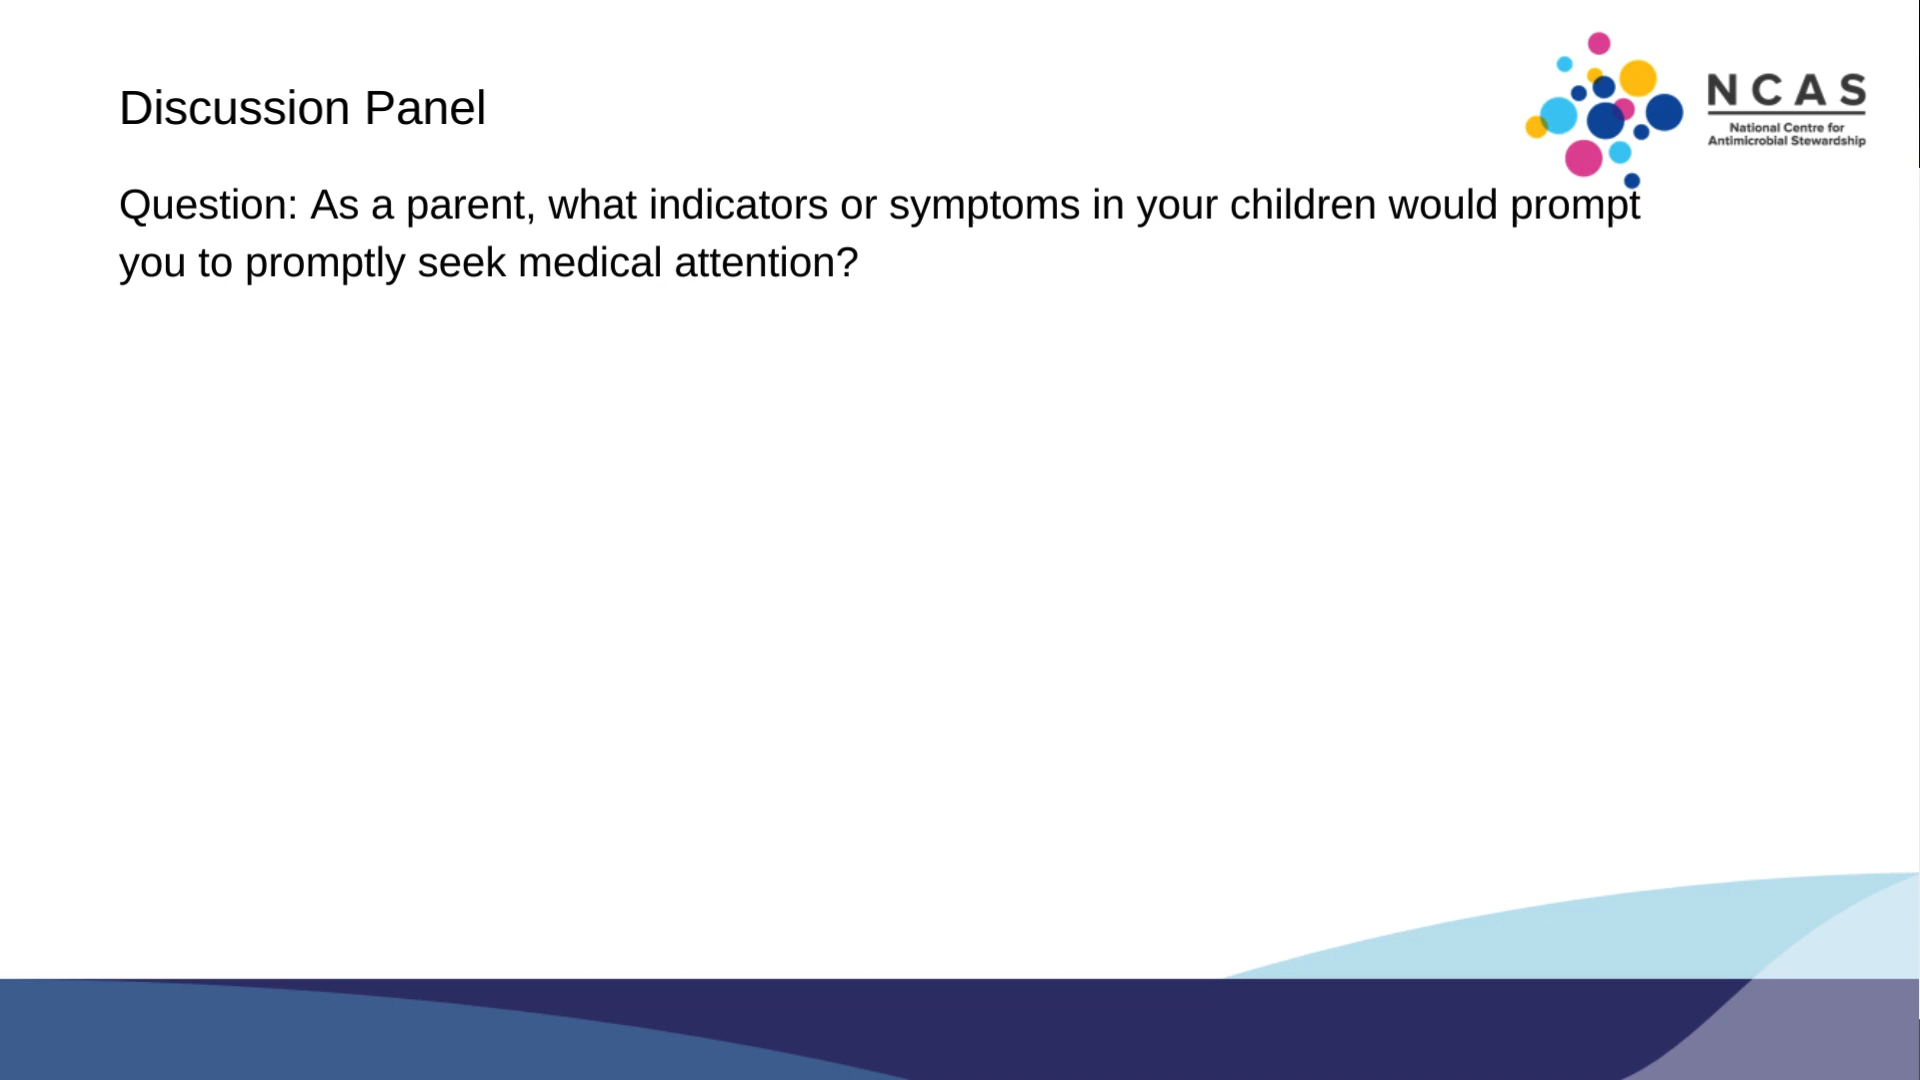 Discussion Panel
NCAS
National Centre for
Antimicrobial Stewardship
Question: As a parent, what indicators or symptoms in your children would prompt
you to promptly seek medical attention?